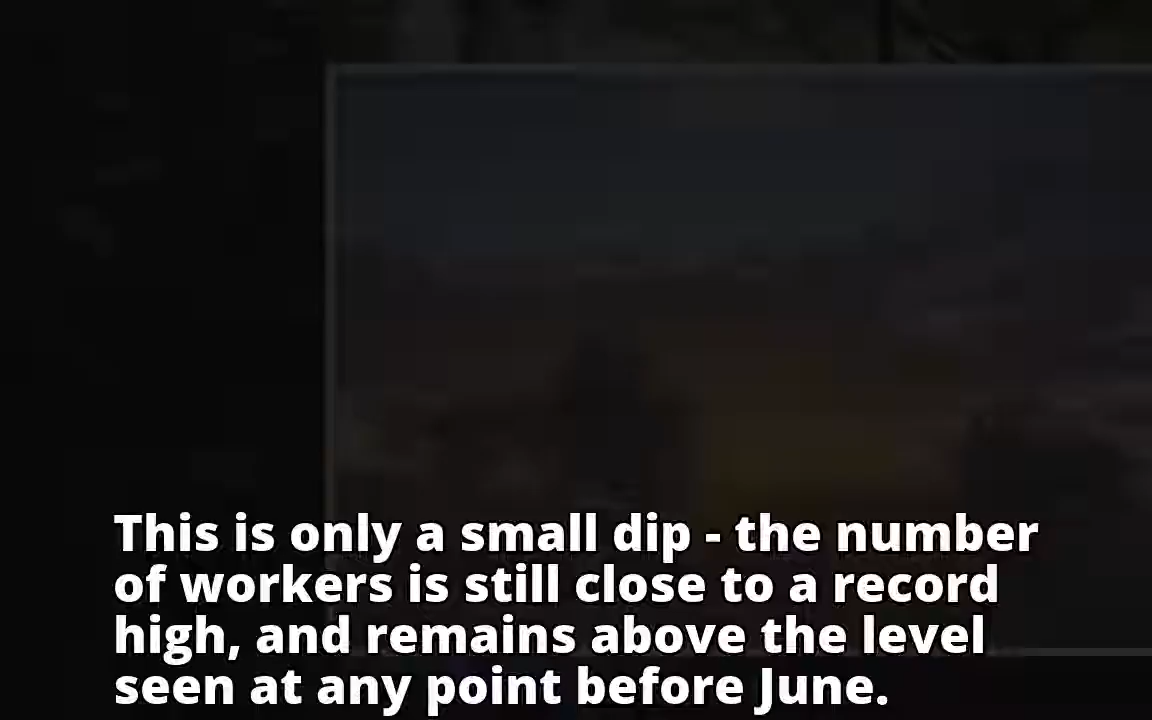 This is only a small dip - the number
of workers is still close to a record
high, and remains above the level
seen at any point before June.